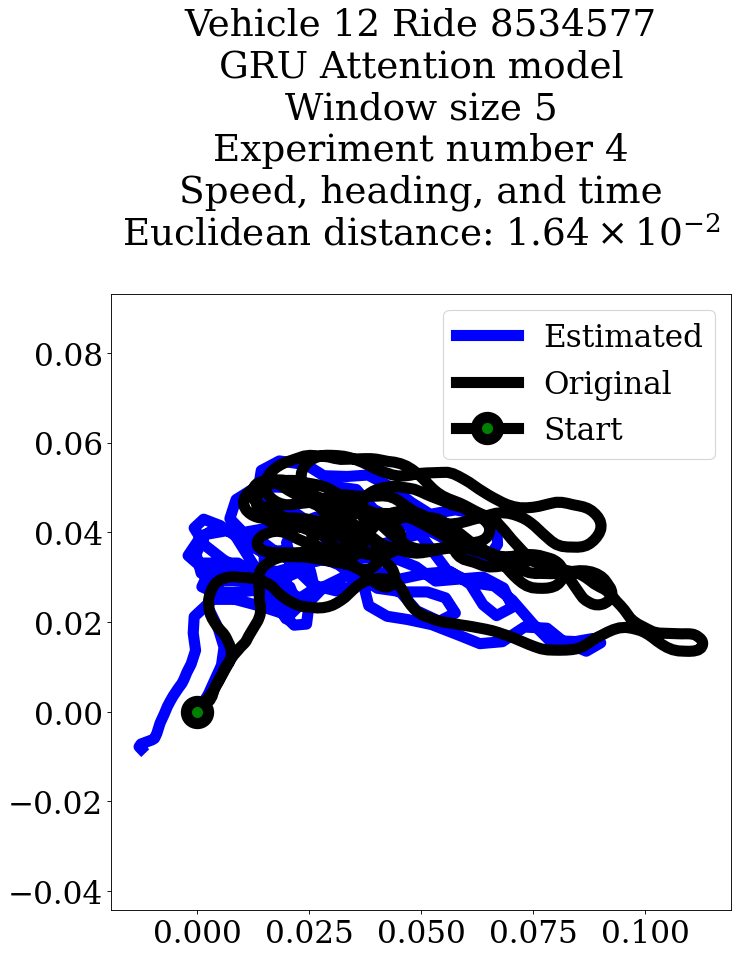 Vehicle 12 Ride 8534577
GRU Attention model
Window size 5
Experiment number 4
Speed, heading, and time
Euclidean distance: 1.64 × 10⁻²
Estimated
Original
Start
0.08
0.06
0.04
0.02
0.00
−0.02
−0.04
0.000 0.025 0.050 0.075 0.100